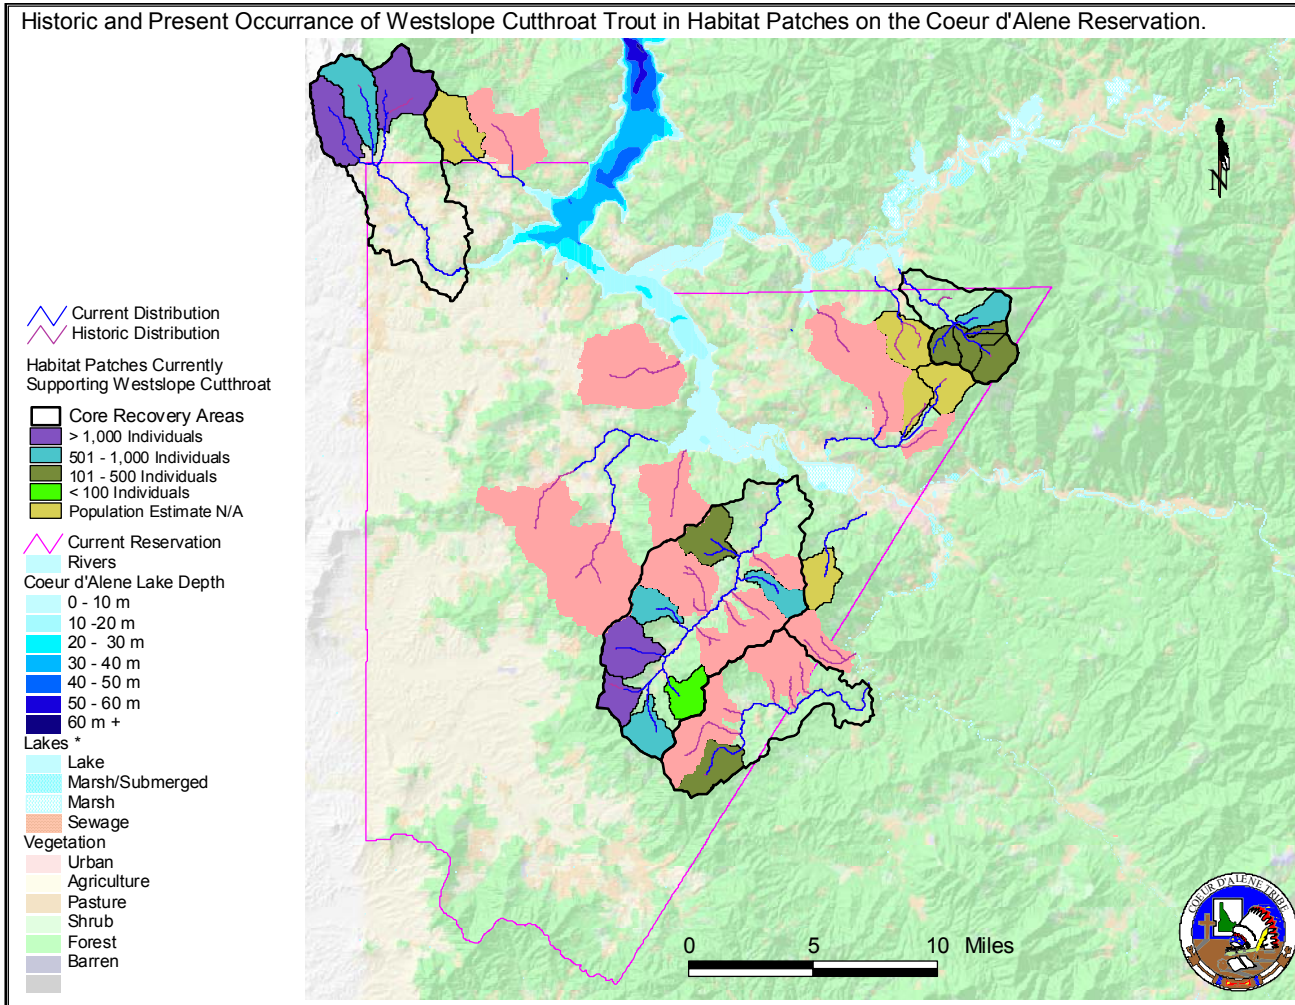 Historic and Present Occurrance of Westslope Cutthroat Trout in Habitat Patches on the Coeur d'Alene Reservation.
N
Current Distribution
Historic Distribution
Habitat Patches Currently
Supporting Westslope Cutthroat
Core Recovery Areas
> 1,000 Individuals
501 - 1,000 Individuals
101 - 500 Individuals
< 100 Individuals
Population Estimate N/A
Current Reservation
Rivers
Coeur d'Alene Lake Depth
0 - 10 m
10 -20 m
20 - 30 m
30 - 40 m
40 - 50 m
50 - 60 m
60 m +
Lakes *
Lake
Marsh/Submerged
Marsh
Sewage
Vegetation
Urban
Agriculture
Pasture
Shrub
Forest
Barren
0 5 10 Miles
COEUR D'ALENE TRIBE